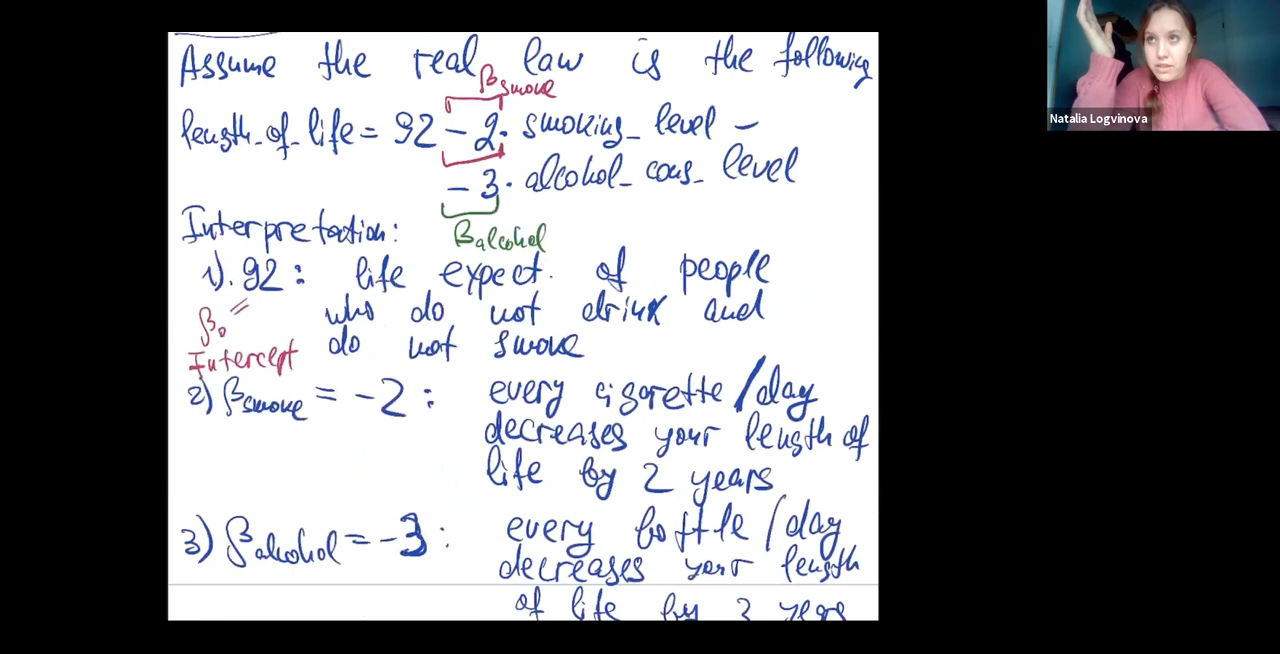 Assume the real law is the following
βsmoke
length_of_life = 92 - 2. smoking_level -
- 3. alcohol_cons_level
βalcohol
Interpretation:
1). 92: life expect. of people
who do not drink and
do not smoke
β0 =
Intercept
2) βsmoke = -2 : every cigarette/day
decreases your length of
life by 2 years
3) βalcohol = -3 : every bottle/day
decreases your length
of life by 3 years
Natalia Logvinova